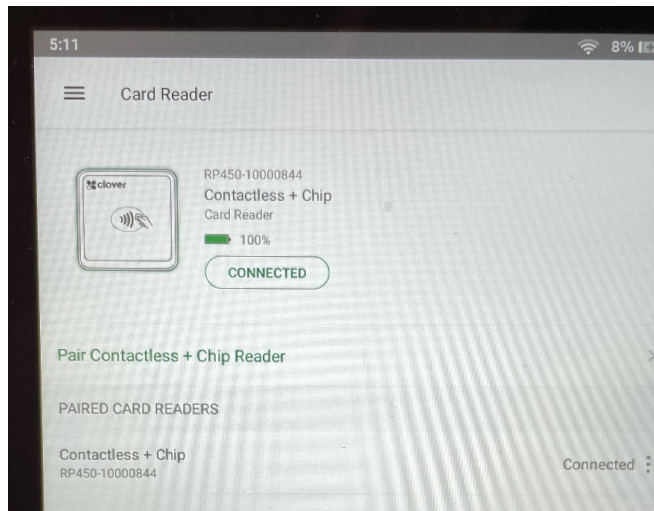 5:11
8%
Card Reader
clover
RP450-10000844
Contactless + Chip
Card Reader
100%
CONNECTED
Pair Contactless + Chip Reader
PAIRED CARD READERS
Contactless + Chip
Connected
RP450-10000844